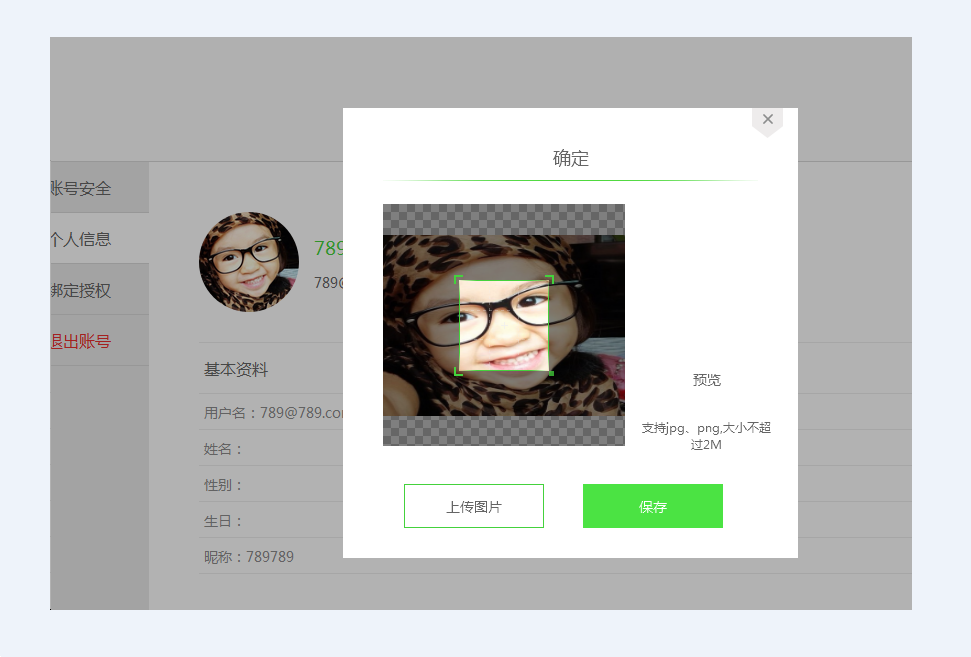 确定
账号安全
个人信息
绑定授权
退出账号
789
789@
基本资料
用户名：789@789.co
姓名：
性别：
生日：
昵称：789789
预览
支持jpg、png,大小不超
过2M
上传图片
保存